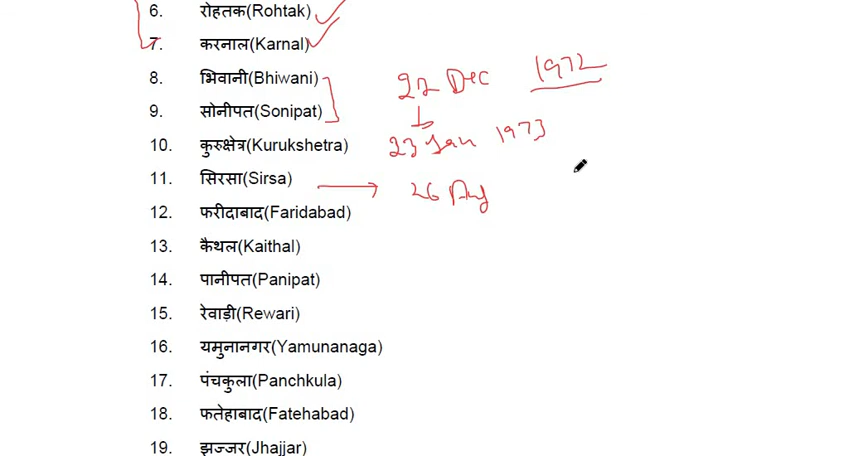 6. रोहतक(Rohtak)
7. करनाल(Karnal)
8. भिवानी(Bhiwani) 22 Dec 1972
9. सोनीपत(Sonipat)
10. कुरुक्षेत्र(Kurukshetra) 23 Jan 1973
11. सिरसा(Sirsa) → 26 Aug
12. फरीदाबाद(Faridabad)
13. कैथल(Kaithal)
14. पानीपत(Panipat)
15. रेवाड़ी(Rewari)
16. यमुनानगर(Yamunanaga)
17. पंचकुला(Panchkula)
18. फतेहाबाद(Fatehabad)
19. झज्जर(Jhajjar)